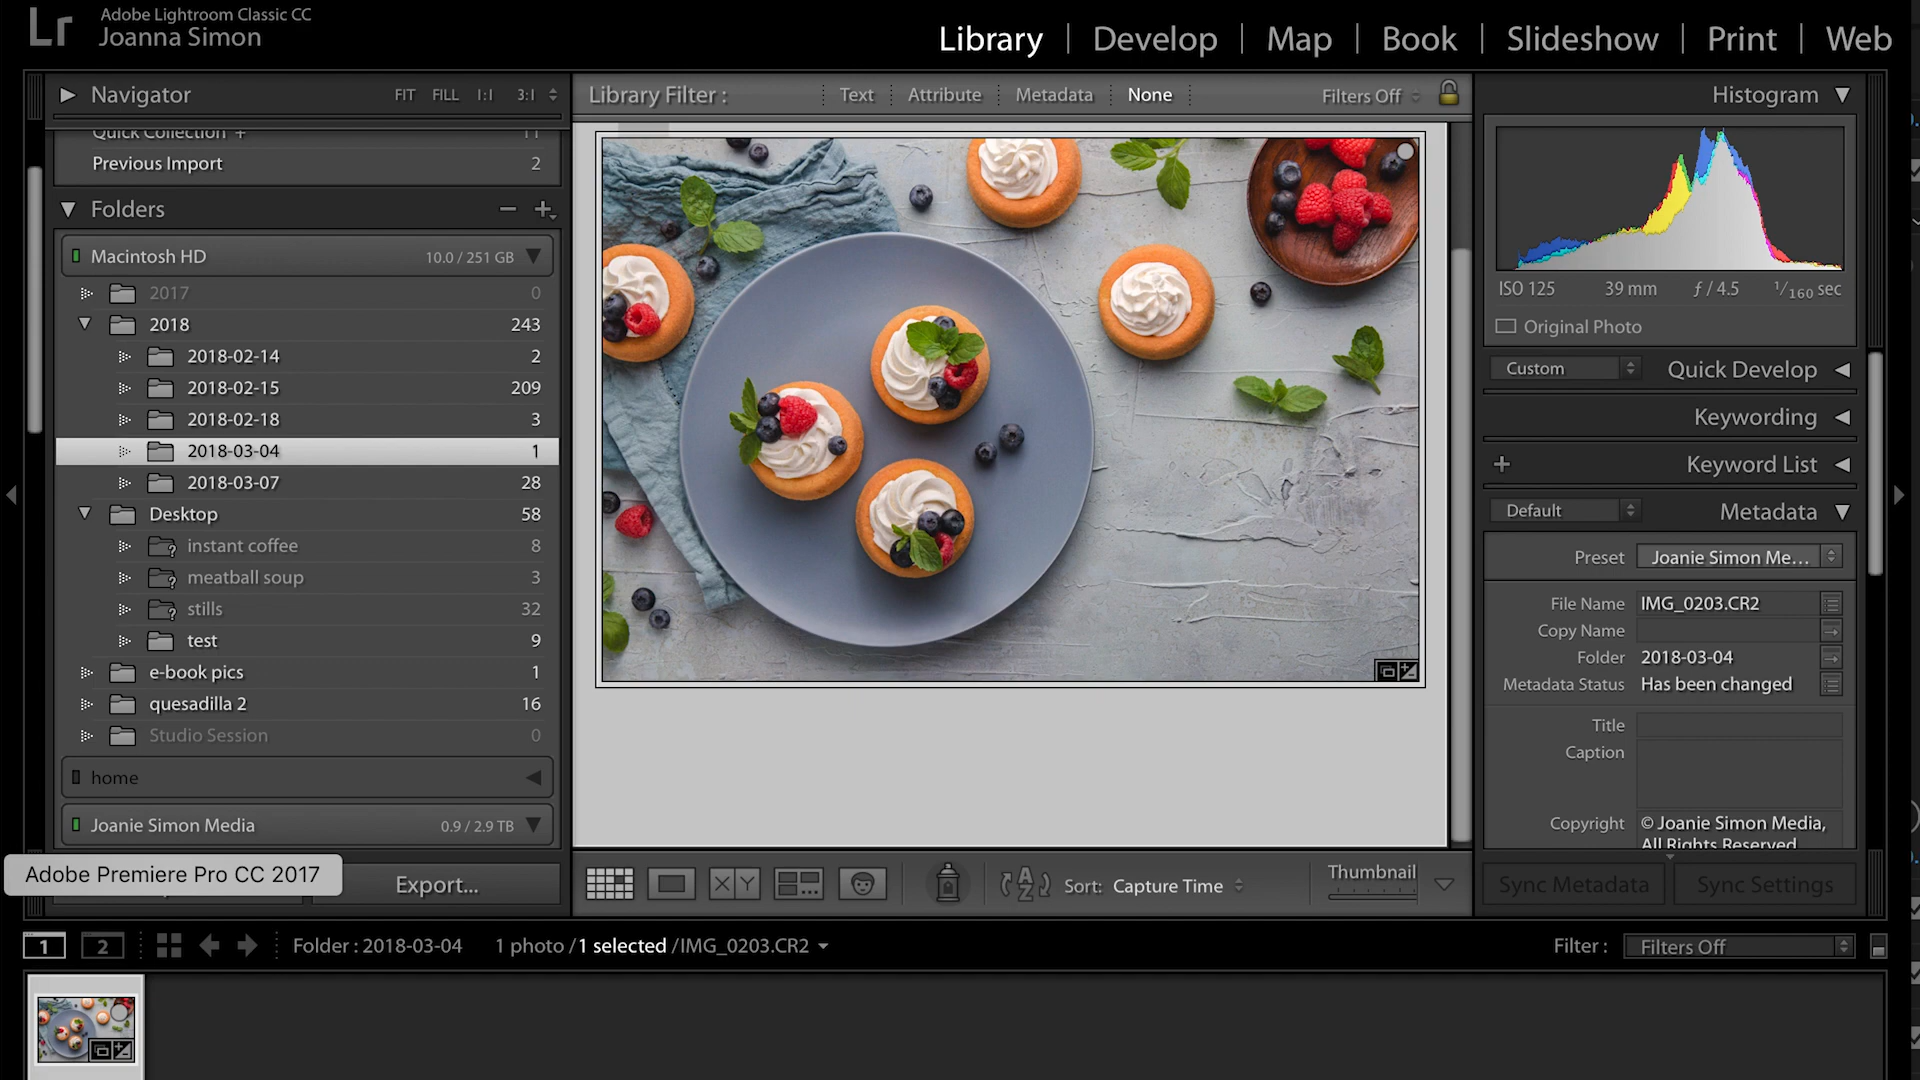 Lr
Adobe Lightroom Classic CC
Joanna Simon
Library | Develop | Map | Book | Slideshow | Print | Web
Navigator FIT FILL 1:1 3:1
Quick Collection + 11
Previous Import 2
Folders − +
Macintosh HD 10.0 / 251 GB
2017 0
2018 243
2018-02-14 2
2018-02-15 209
2018-02-18 3
2018-03-04 1
2018-03-07 28
Desktop 58
instant coffee 8
meatball soup 3
stills 32
test 9
e-book pics 1
quesadilla 2 16
Studio Session 0
home
Joanie Simon Media 0.9 / 2.9 TB
Adobe Premiere Pro CC 2017
Export...
Library Filter : Text Attribute Metadata None Filters Off
X Y
Sort: Capture Time
Thumbnail
Histogram
ISO 125 39 mm ƒ / 4.5 1/160 sec
Original Photo
Custom Quick Develop
Keywording
+ Keyword List
Default Metadata
Preset Joanie Simon Me...
File Name IMG_0203.CR2
Copy Name
Folder 2018-03-04
Metadata Status Has been changed
Title
Caption
Copyright © Joanie Simon Media,
All Rights Reserved
Sync Metadata Sync Settings
1 2 Folder : 2018-03-04 1 photo / 1 selected / IMG_0203.CR2 Filter : Filters Off